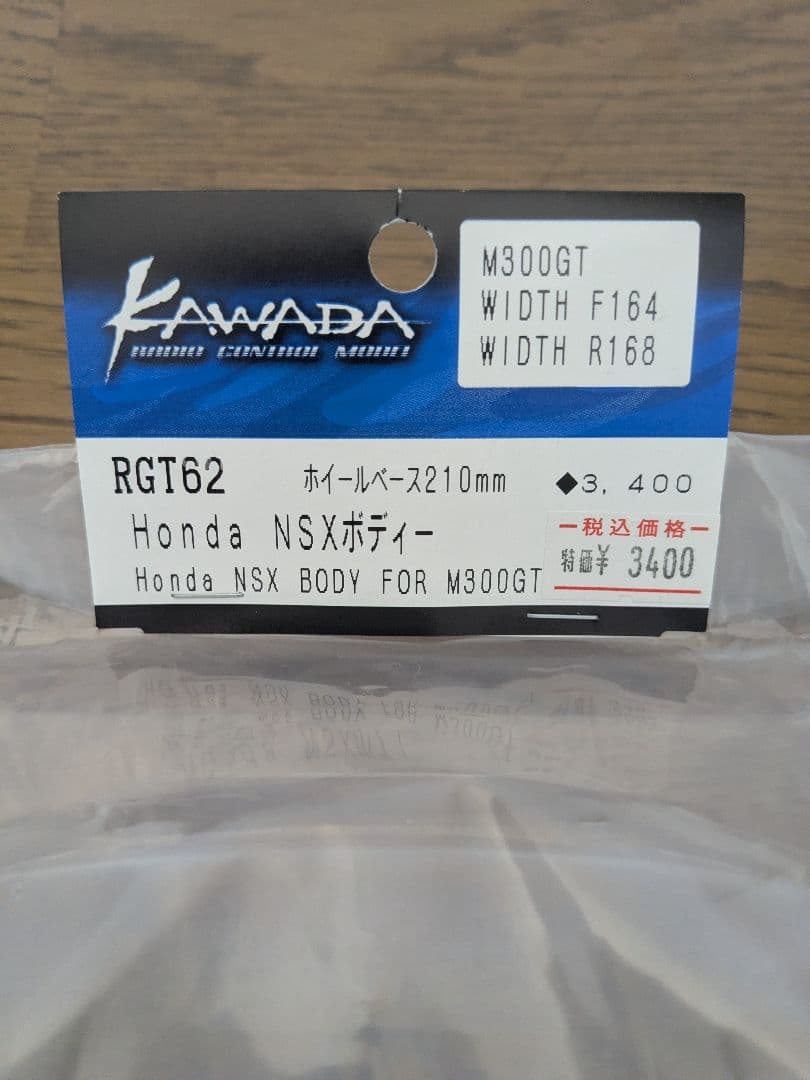 KAWADA
RADIO CONTROL MODEL
M300GT
WIDTH F164
WIDTH R168
RGT62 ホイールベース210mm ◆3,400
Honda NSXボディー
Honda NSX BODY FOR M300GT
税込価格
特価¥ 3400